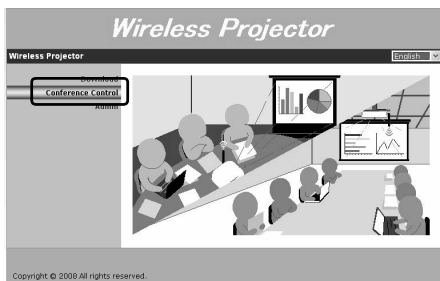 Wireless Projector
Wireless Projector
English
Download
Conference Control
Admin
Copyright © 2008 All rights reserved.